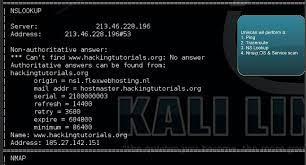 NSLOOKUP
Server: 213.46.228.196
Address: 213.46.228.196#53
Non-authoritative answer:
*** Can't find www.hackingtutorials.org: No answer
Authoritative answers can be found from:
hackingtutorials.org
origin = ns1.flexwebhosting.nl
mail addr = hostmaster.hackingtutorials.org
serial = 2100000003
refresh = 14400
retry = 3600
expire = 604800
minimum = 86400
Name: www.hackingtutorials.org
Address: 185.27.142.151
NMAP
Uniscan will perform a:
1. Ping
2. Traceroute
3. NS Lookup
4. Nmap OS & Service scan
KALI LIN